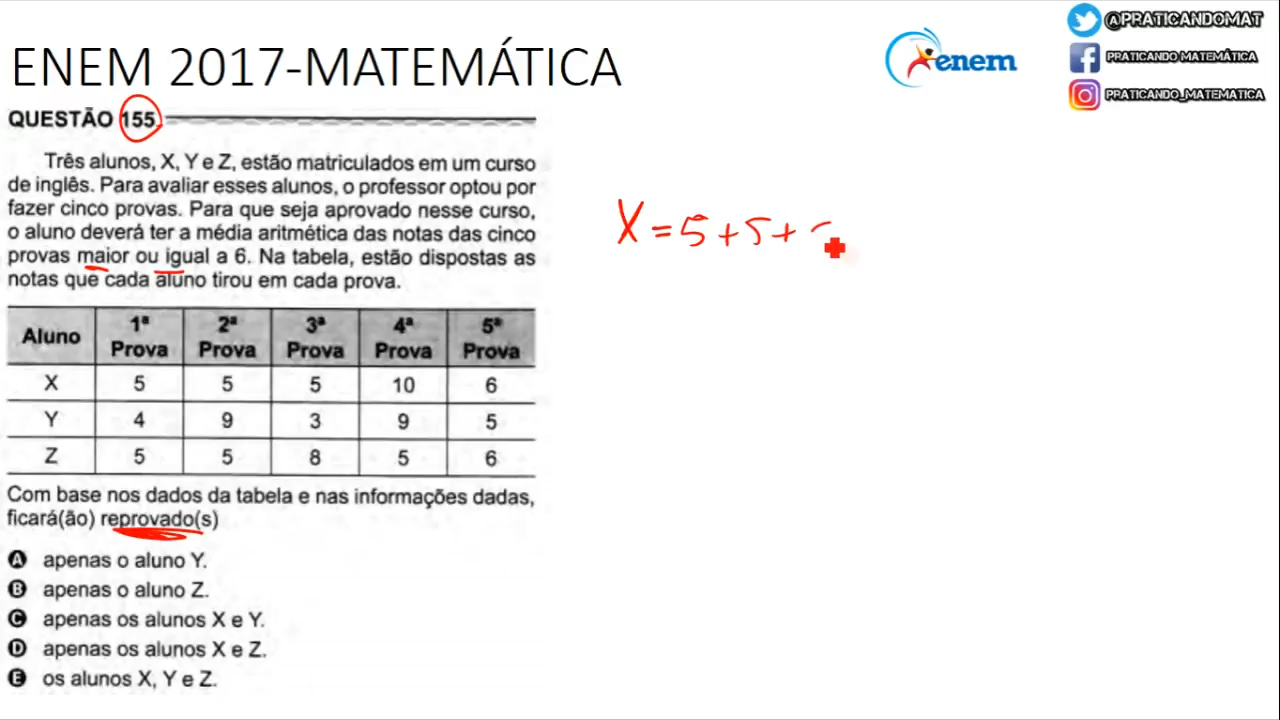 ENEM 2017-MATEMÁTICA
enem
@PRATICANDOMAT
PRATICANDO MATEMÁTICA
PRATICANDO_MATEMATICA
QUESTÃO 155
Três alunos, X, Y e Z, estão matriculados em um curso
de inglês. Para avaliar esses alunos, o professor optou por
fazer cinco provas. Para que seja aprovado nesse curso,
o aluno deverá ter a média aritmética das notas das cinco
provas maior ou igual a 6. Na tabela, estão dispostas as
notas que cada aluno tirou em cada prova.
Aluno 1ª Prova 2ª Prova 3ª Prova 4ª Prova 5ª Prova
X 5 5 5 10 6
Y 4 9 3 9 5
Z 5 5 8 5 6
Com base nos dados da tabela e nas informações dadas,
ficará(ão) reprovado(s)
A apenas o aluno Y.
B apenas o aluno Z.
C apenas os alunos X e Y.
D apenas os alunos X e Z.
E os alunos X, Y e Z.
X = 5 + 5 +